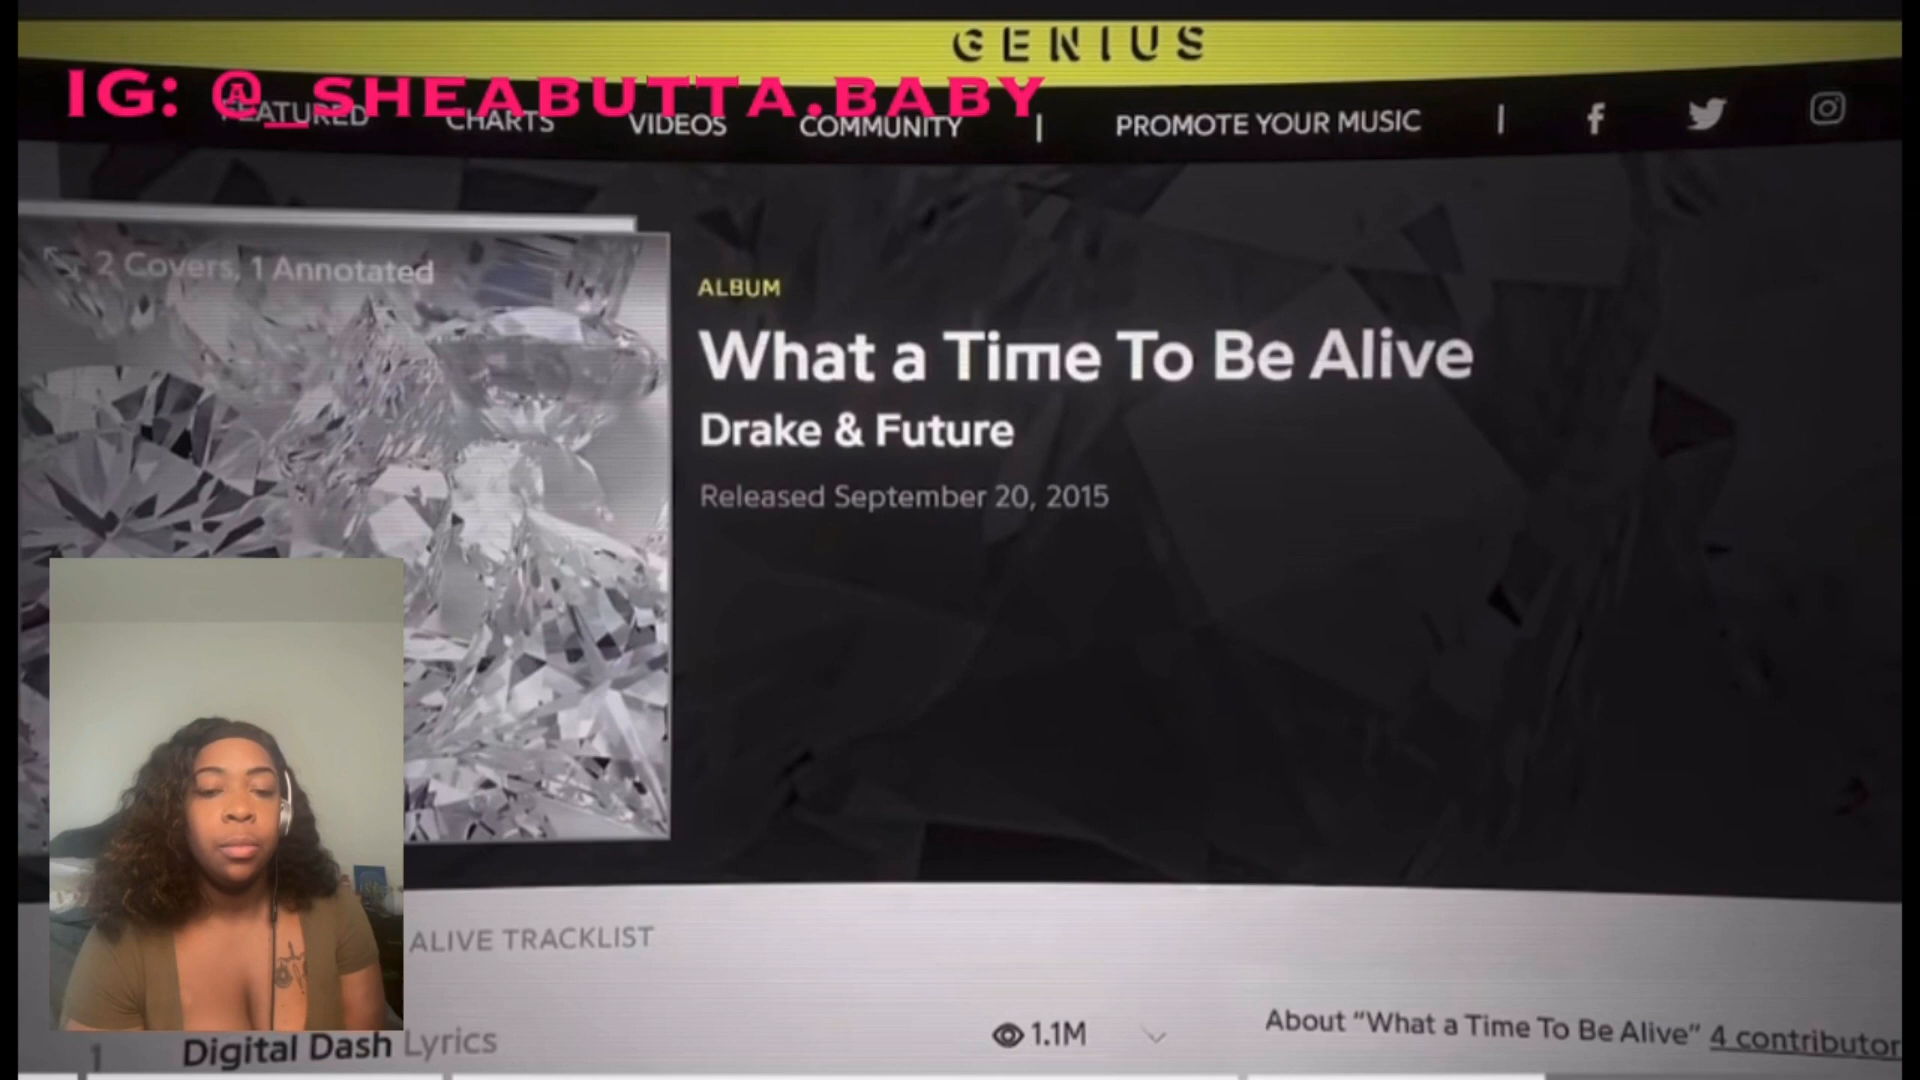 GENIUS
IG: @_SHEABUTTA.BABY
FEATURED CHARTS VIDEOS COMMUNITY | PROMOTE YOUR MUSIC |
2 Covers, 1 Annotated
ALBUM
What a Time To Be Alive
Drake & Future
Released September 20, 2015
ALIVE TRACKLIST
1 Digital Dash Lyrics
1.1M
About “What a Time To Be Alive” 4 contributor